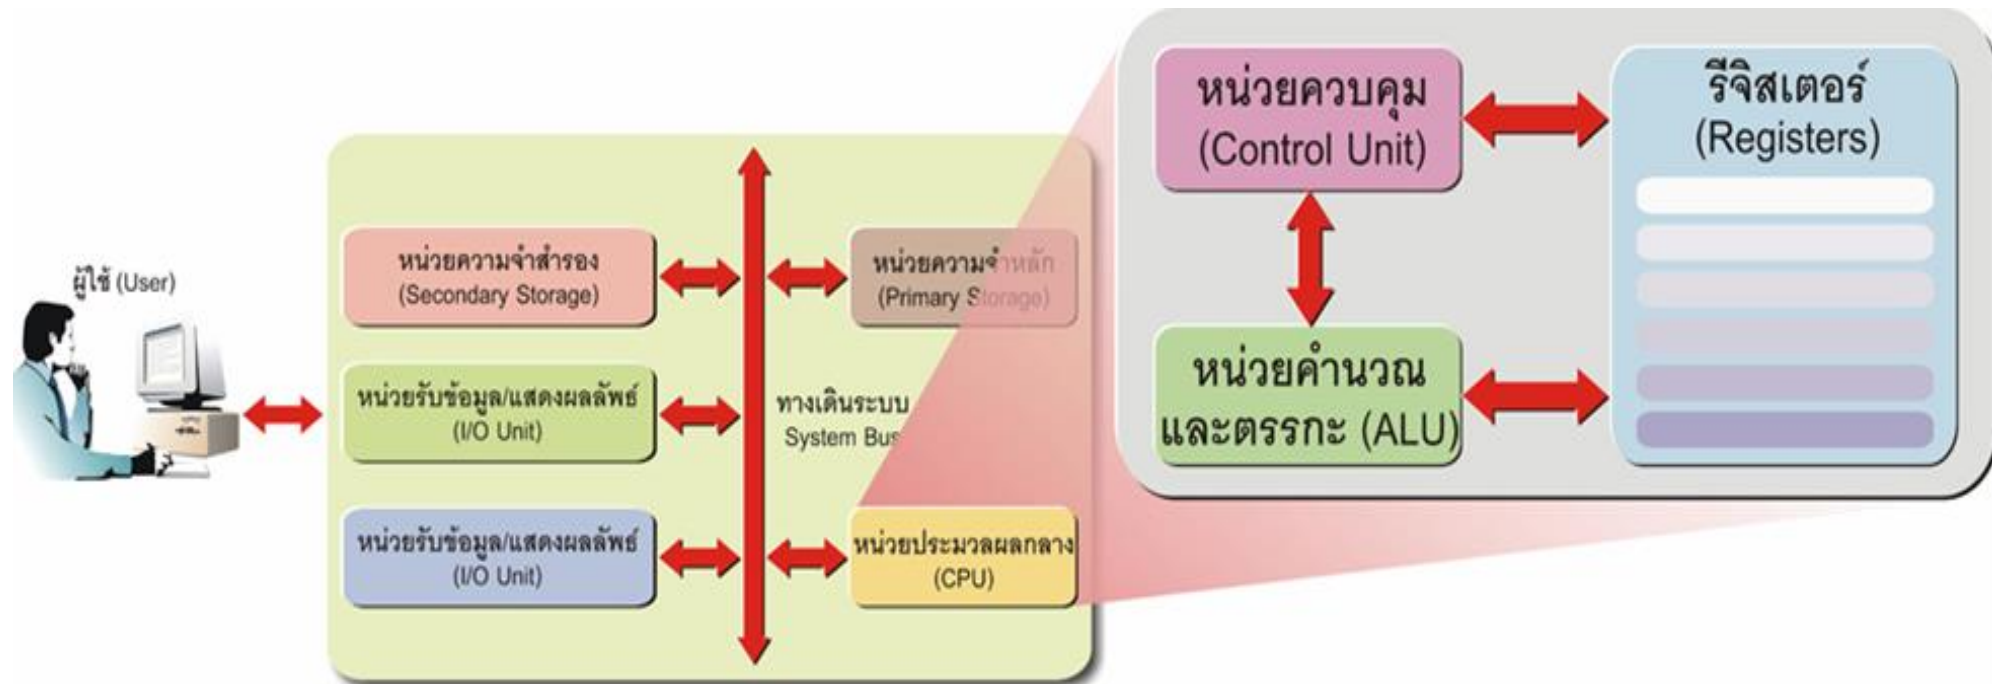 ผู้ใช้ (User)
หน่วยความจำสำรอง
(Secondary Storage)
หน่วยรับข้อมูล/แสดงผลลัพธ์
(I/O Unit)
หน่วยรับข้อมูล/แสดงผลลัพธ์
(I/O Unit)
หน่วยความจำหลัก
(Primary Storage)
ทางเดินระบบ
System Bus
หน่วยประมวลผลกลาง
(CPU)
หน่วยควบคุม
(Control Unit)
หน่วยคำนวณ
และตรรกะ (ALU)
รีจิสเตอร์
(Registers)